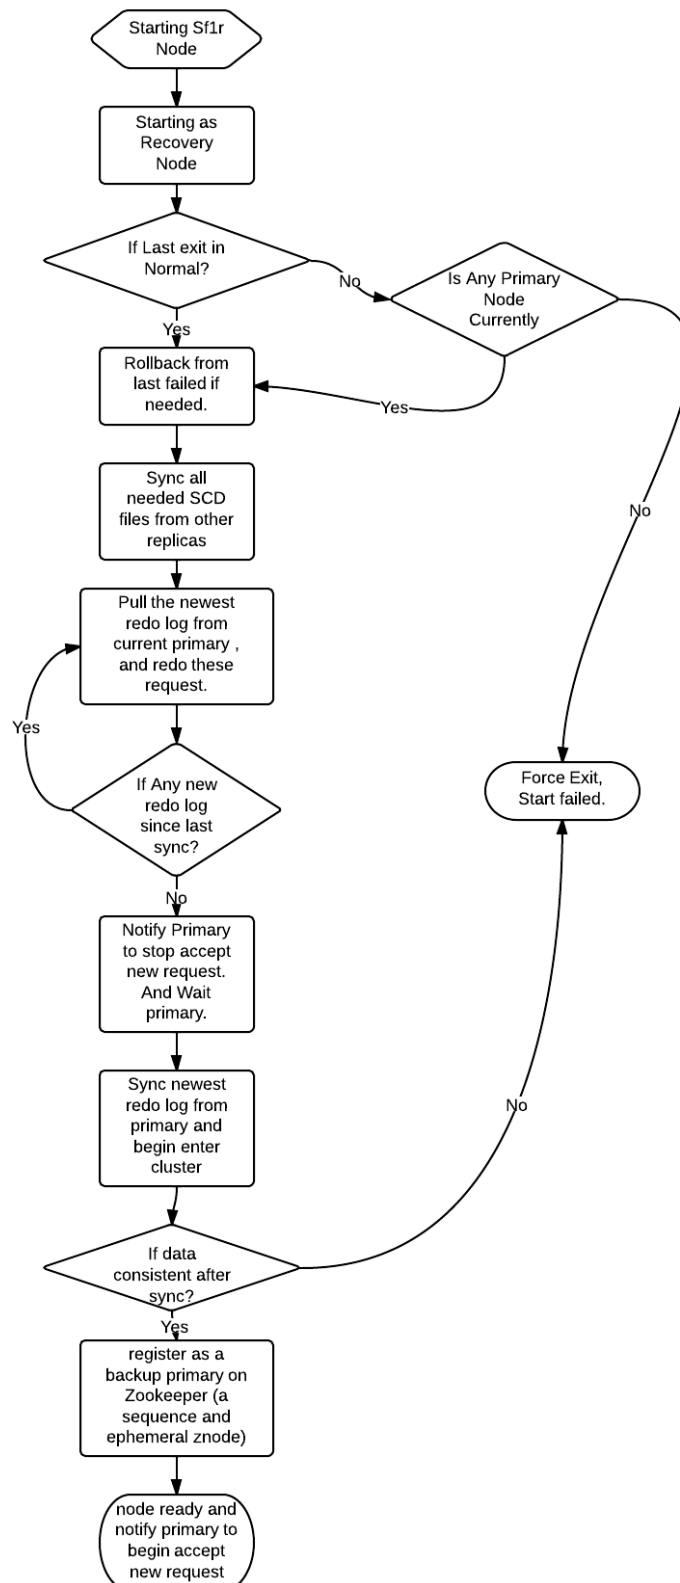 Starting Sf1r
Node
Starting as
Recovery
Node
If Last exit in
Normal?
No
Is Any Primary
Node
Currently
Yes
Rollback from
last failed if
needed.
Yes
Sync all
needed SCD
files from other
replicas
No
Pull the newest
redo log from
current primary ,
and redo these
request.
Yes
If Any new
redo log
since last
sync?
Force Exit,
Start failed.
No
Notify Primary
to stop accept
new request.
And Wait
primary.
Sync newest
redo log from
primary and
begin enter
cluster
No
If data
consistent after
sync?
Yes
register as a
backup primary on
Zookeeper (a
sequence and
ephemeral znode)
node ready and
notify primary to
begin accept
new request